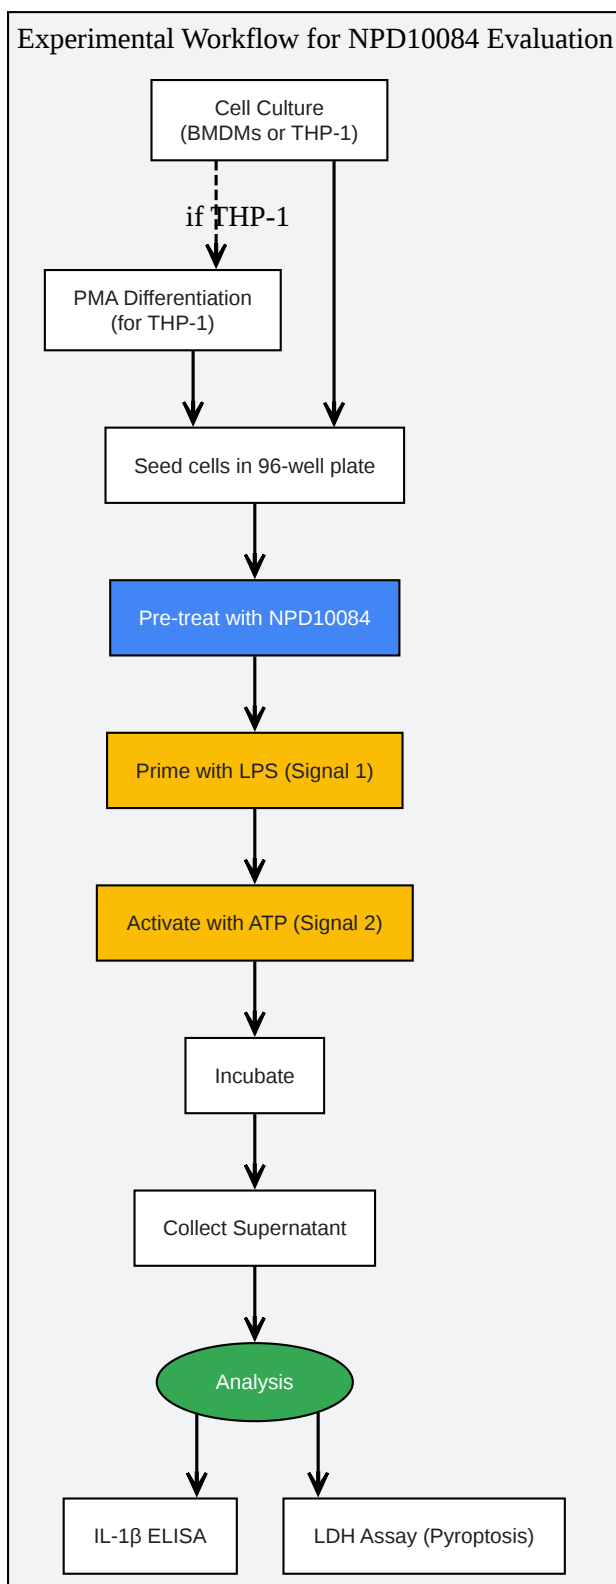 Experimental Workflow for NPD10084 Evaluation
Cell Culture
(BMDMs or THP-1)
if THP-1
PMA Differentiation
(for THP-1)
Seed cells in 96-well plate
Pre-treat with NPD10084
Prime with LPS (Signal 1)
Activate with ATP (Signal 2)
Incubate
Collect Supernatant
Analysis
IL-1β ELISA
LDH Assay (Pyroptosis)